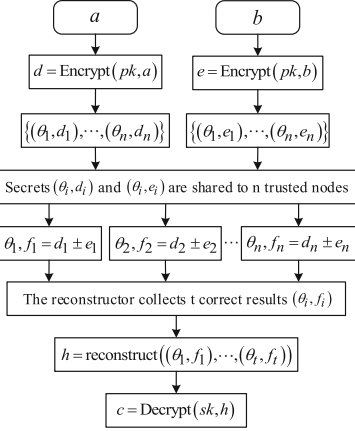 a
b
d = Encrypt(pk,a)
e = Encrypt(pk,b)
{(θ₁,d₁),⋯,(θₙ,dₙ)}
{(θ₁,e₁),⋯,(θₙ,eₙ)}
Secrets (θᵢ,dᵢ) and (θᵢ,eᵢ) are shared to n trusted nodes
θ₁, f₁ = d₁ ± e₁
θ₂, f₂ = d₂ ± e₂
⋯
θₙ, fₙ = dₙ ± eₙ
The reconstructor collects t correct results (θᵢ, fᵢ)
h = reconstruct((θ₁, f₁),⋯,(θₜ, fₜ))
c = Decrypt(sk,h)